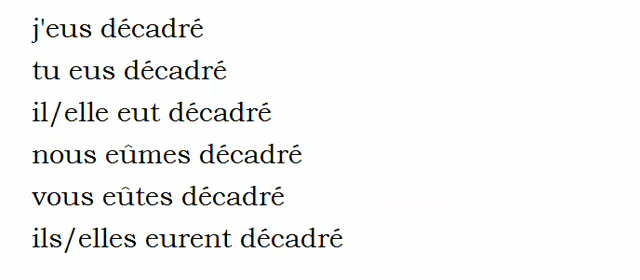 j'eus décadré
tu eus décadré
il/elle eut décadré
nous eûmes décadré
vous eûtes décadré
ils/elles eurent décadré